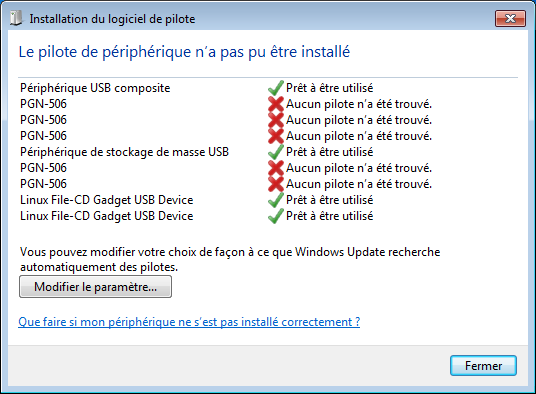 Installation du logiciel de pilote
Le pilote de périphérique n’a pas pu être installé
Périphérique USB composite Prêt à être utilisé
PGN-506 Aucun pilote n’a été trouvé.
PGN-506 Aucun pilote n’a été trouvé.
PGN-506 Aucun pilote n’a été trouvé.
Périphérique de stockage de masse USB Prêt à être utilisé
PGN-506 Aucun pilote n’a été trouvé.
PGN-506 Aucun pilote n’a été trouvé.
Linux File-CD Gadget USB Device Prêt à être utilisé
Linux File-CD Gadget USB Device Prêt à être utilisé
Vous pouvez modifier votre choix de façon à ce que Windows Update recherche
automatiquement des pilotes.
Modifier le paramètre...
Que faire si mon périphérique ne s’est pas installé correctement ?
Fermer